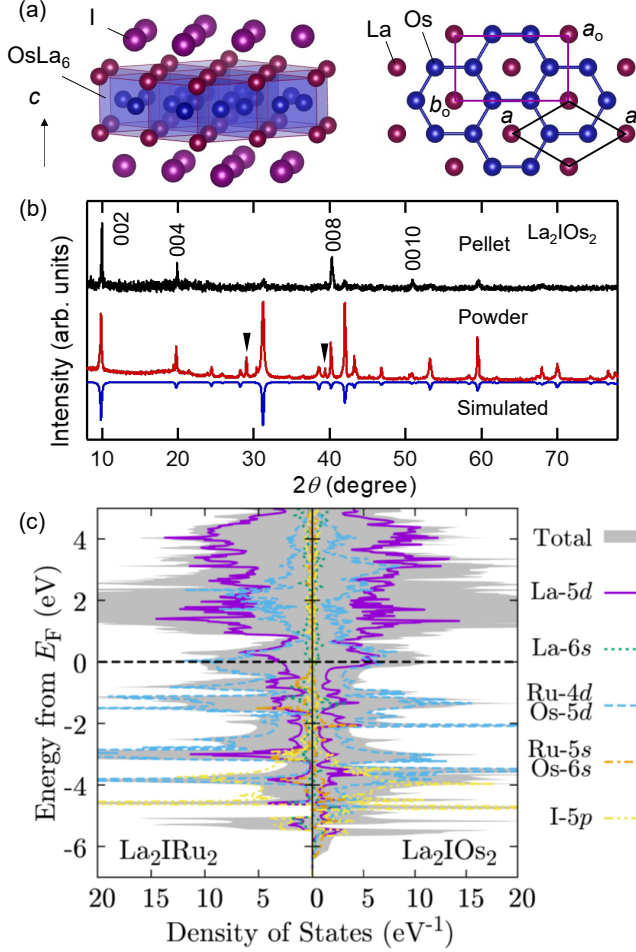 (a)
I
OsLa6
c
La
Os
ao
bo
a
a
(b)
002
004
008
0010
Pellet
La2IOs2
Powder
Simulated
Intensity (arb. units)
10 20 30 40 50 60 70
2θ (degree)
(c)
4
2
0
-2
-4
-6
Energy from EF (eV)
La2IRu2
La2IOs2
20 15 10 5 0 5 10 15 20
Density of States (eV-1)
Total
La-5d
La-6s
Ru-4d
Os-5d
Ru-5s
Os-6s
I-5p